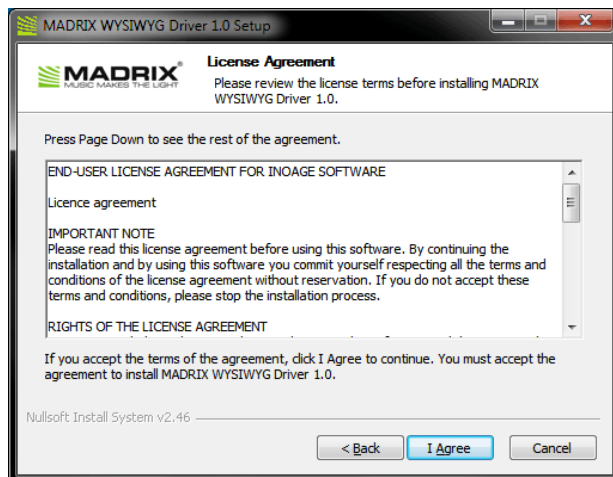 MADRIX WYSIWYG Driver 1.0 Setup
MADRIX®
MUSIC MAKES THE LIGHT
License Agreement
Please review the license terms before installing MADRIX
WYSIWYG Driver 1.0.
Press Page Down to see the rest of the agreement.
END-USER LICENSE AGREEMENT FOR INOAGE SOFTWARE
Licence agreement
IMPORTANT NOTE
Please read this license agreement before using this software. By continuing the
installation and by using this software you commit yourself respecting all the terms and
conditions of the license agreement without reservation. If you do not accept these
terms and conditions, please stop the installation process.
RIGHTS OF THE LICENSE AGREEMENT
If you accept the terms of the agreement, click I Agree to continue. You must accept the
agreement to install MADRIX WYSIWYG Driver 1.0.
Nullsoft Install System v2.46
< Back
I Agree
Cancel